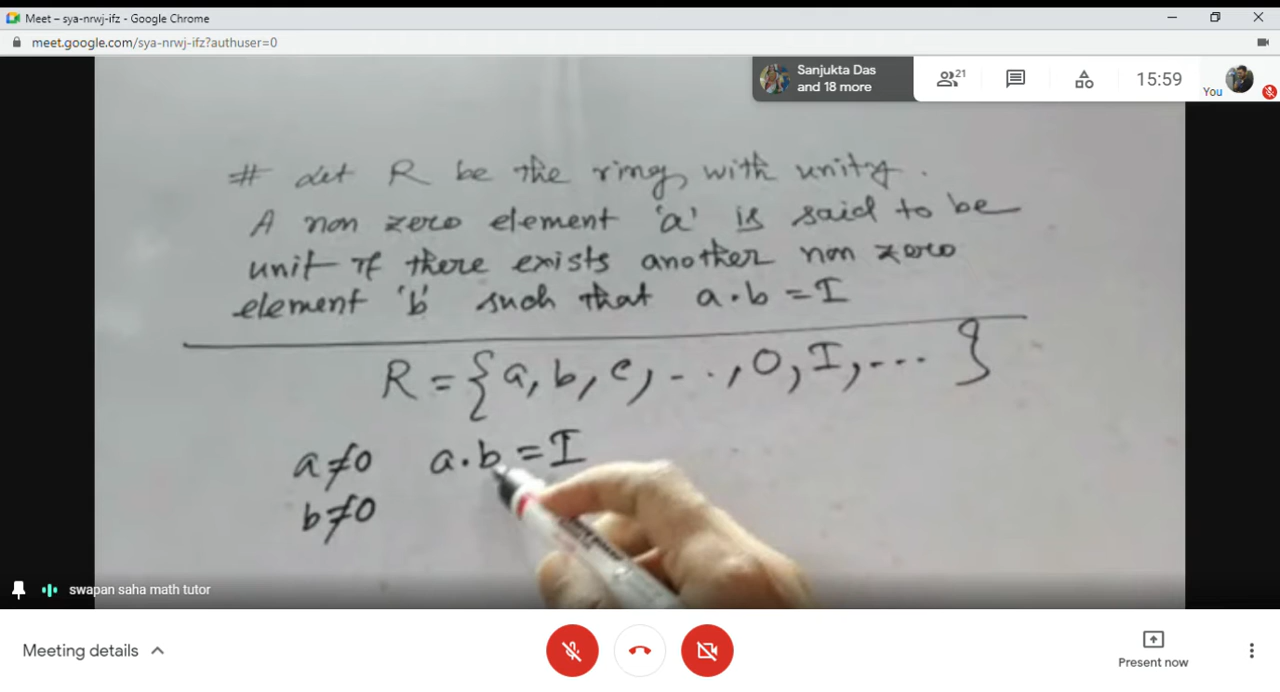 Meet – sya-nrwj-ifz - Google Chrome
meet.google.com/sya-nrwj-ifz?authuser=0
Sanjukta Das
and 18 more
21
15:59
You
# Let R be the ring with unity.
A non zero element 'a' is said to be
unit if there exists another non zero
element 'b' such that a·b = I
R = {a, b, c, - . . , 0, I, ... }
a≠0 a·b = I
b≠0
swapan saha math tutor
Meeting details
Present now